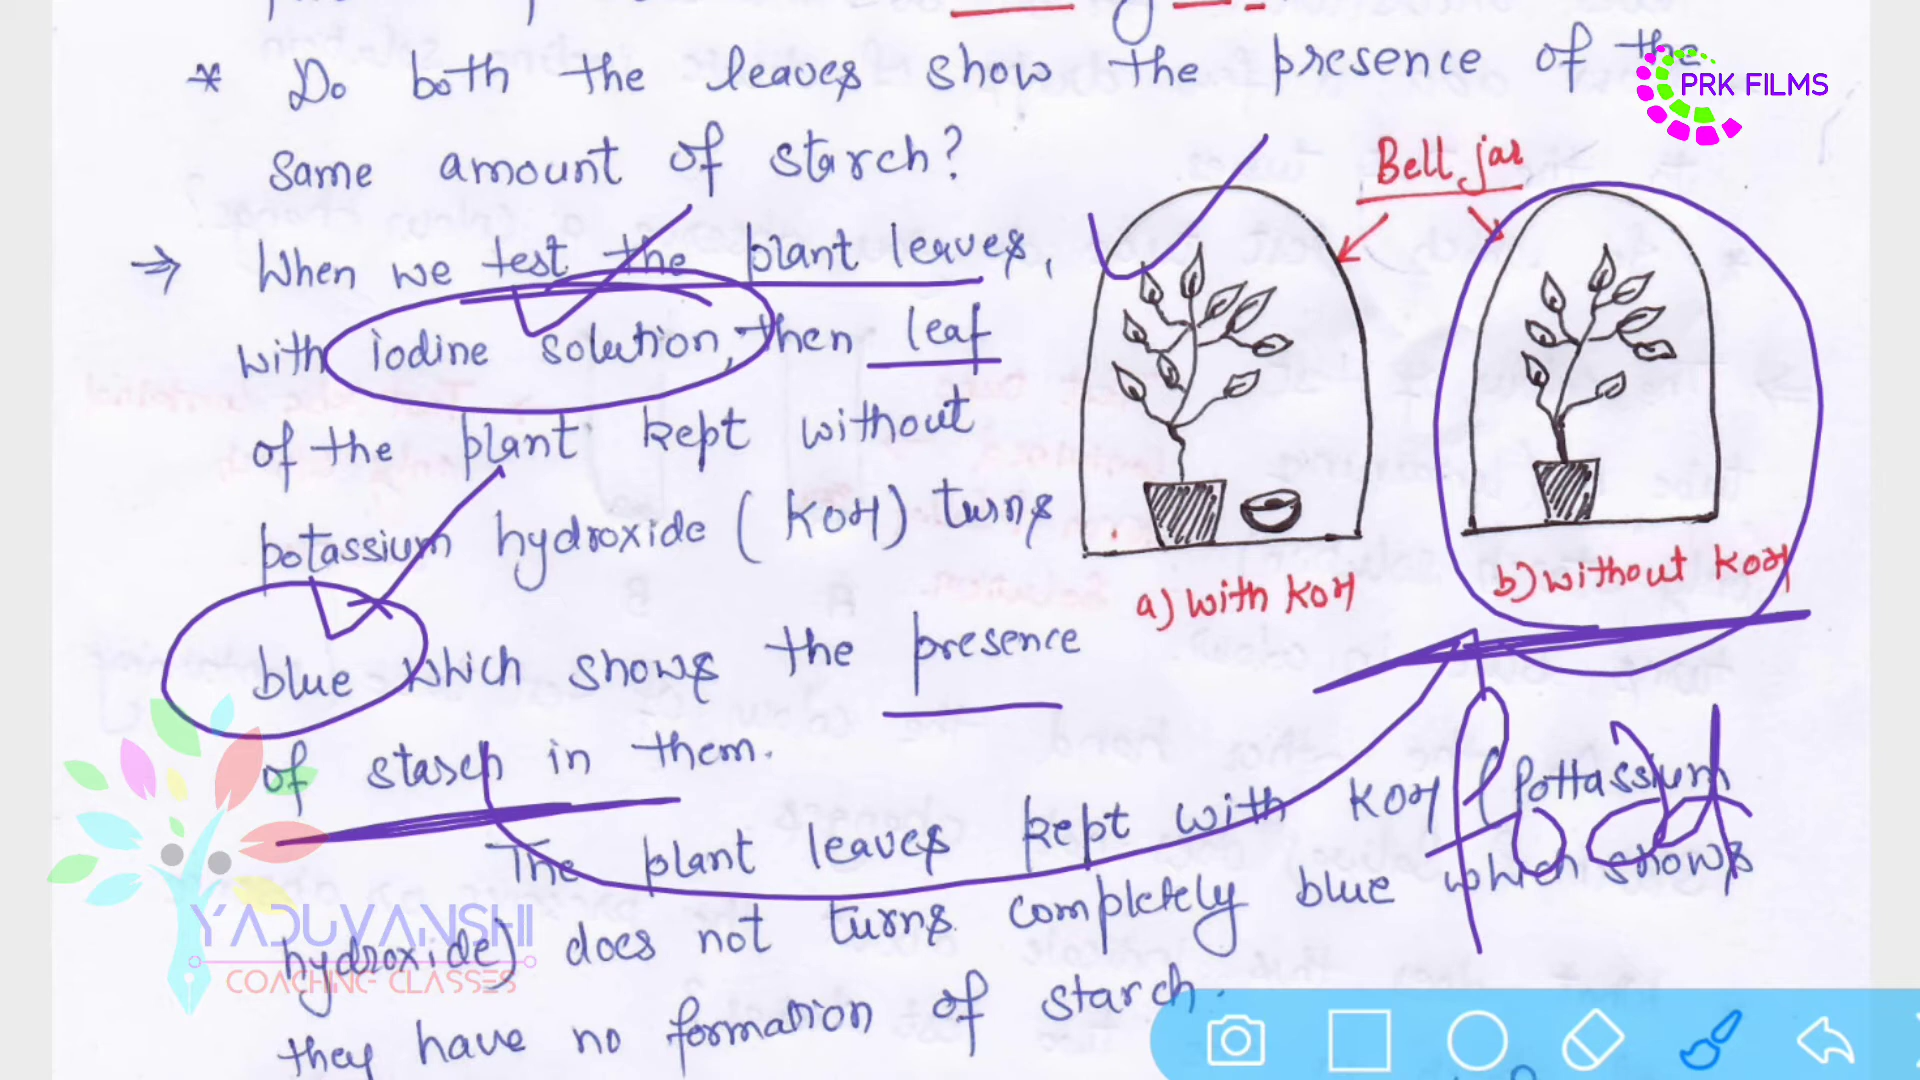 * Do both the leaves show the presence of the
same amount of starch?
⇒ When we test the plant leaves,
with iodine solution, then leaf
of the plant kept without
potassium hydroxide (KOH) turns
blue which shows the presence
of starch in them.
The plant leaves kept with KOH (Pottassium
hydroxide) does not turns completely blue which shows
they have no formation of starch.
Bell jar
a) with KOH
b) without KOH
PRK FILMS
YADUVANSHI
COACHING CLASSES